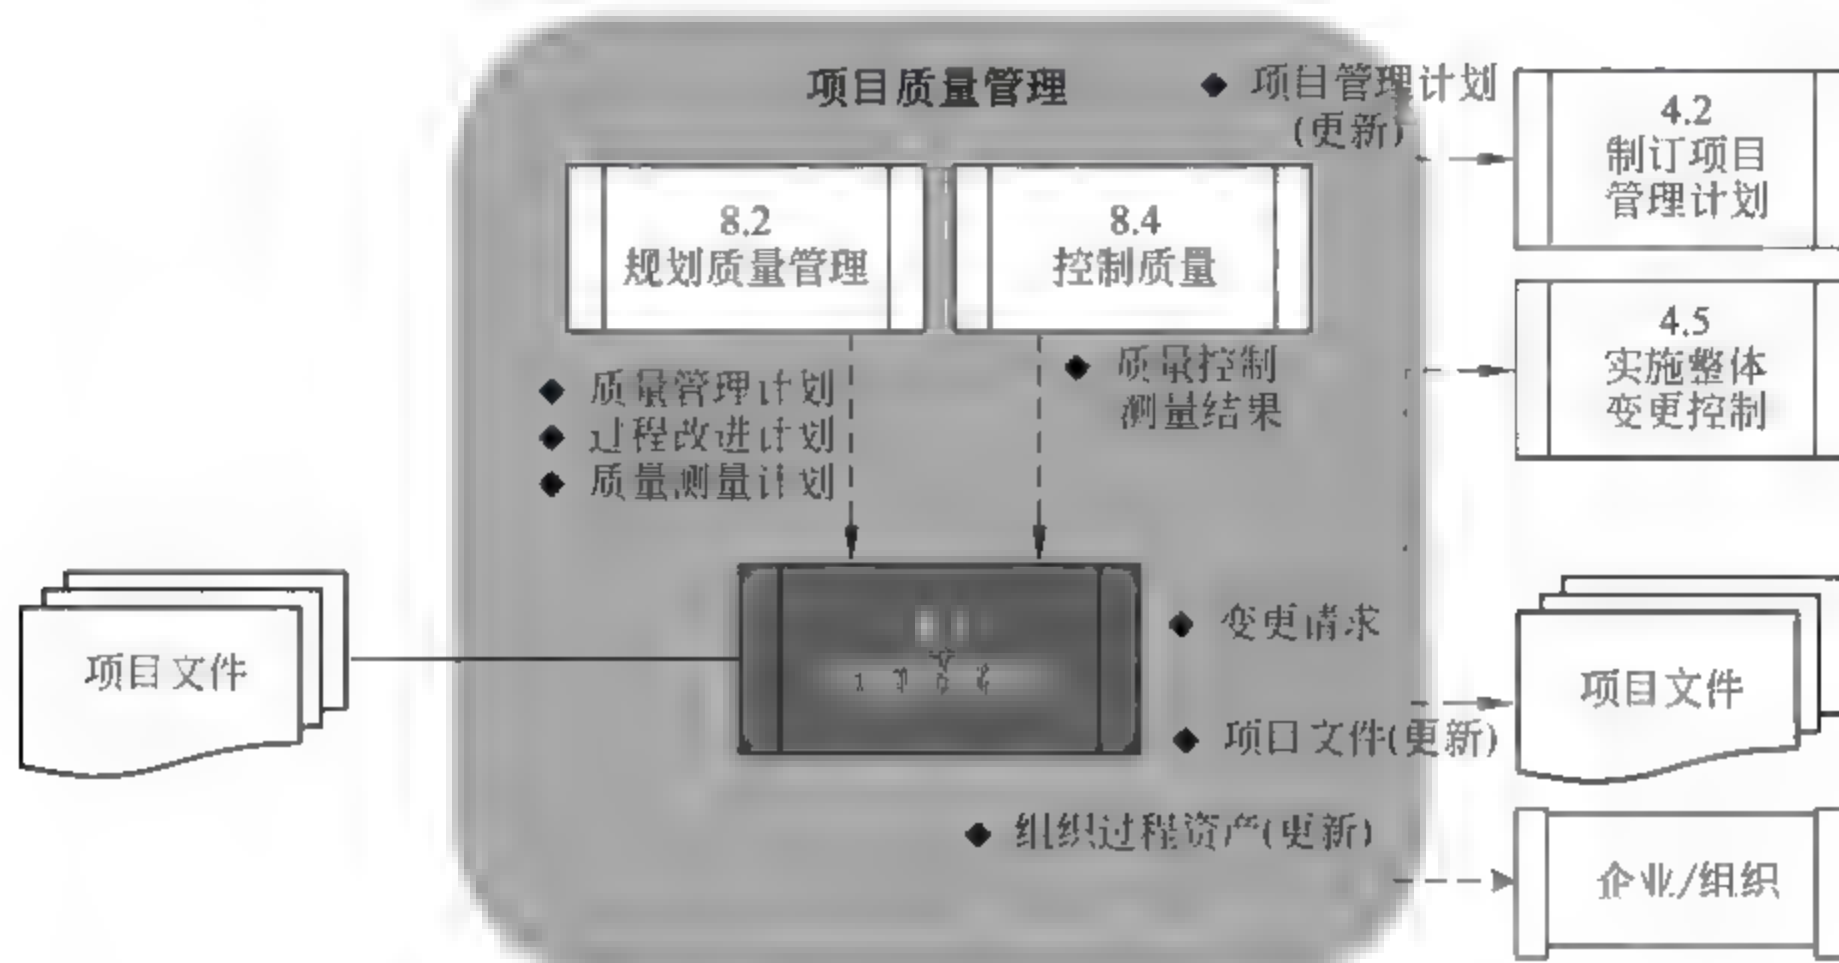 项目质量管理
◆ 项目管理计划
(更新)
4.2
制订项目
管理计划
8.2
规划质量管理
8.4
控制质量
4.5
实施整体
变更控制
◆ 质量控制
测量结果
◆ 质量管理计划
◆ 过程改进计划
◆ 质量测量计划
项目文件
◆ 变更请求
项目文件
◆ 项目文件(更新)
◆ 组织过程资产(更新)
企业/组织